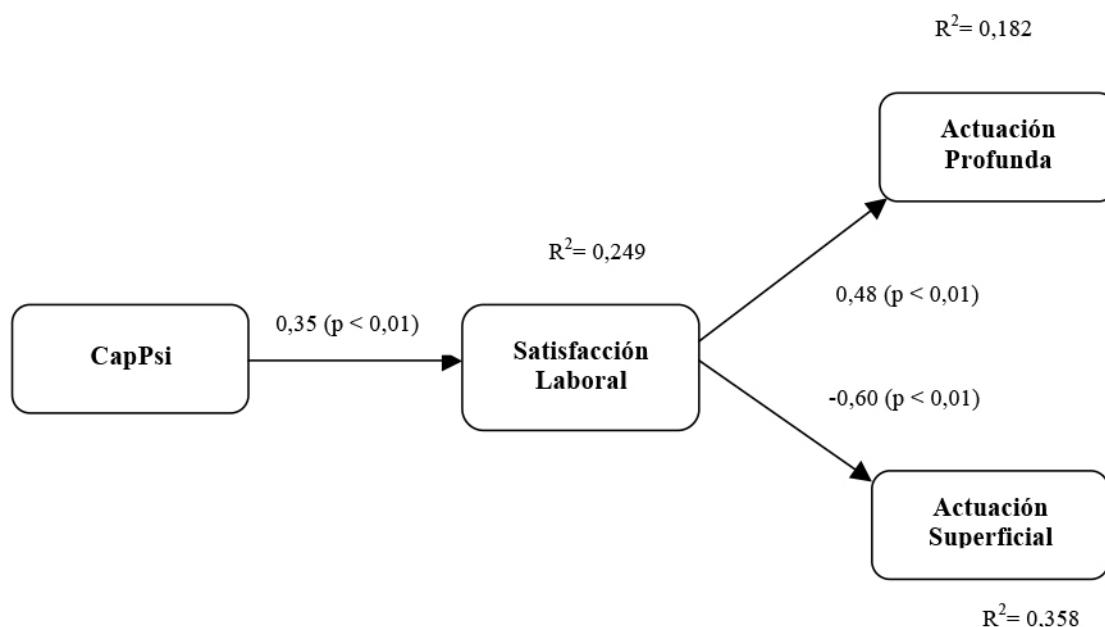 R²= 0,182
Actuación
Profunda
R²= 0,249
0,48 (p < 0,01)
0,35 (p < 0,01)
CapPsi
Satisfacción
Laboral
-0,60 (p < 0,01)
Actuación
Superficial
R²= 0,358